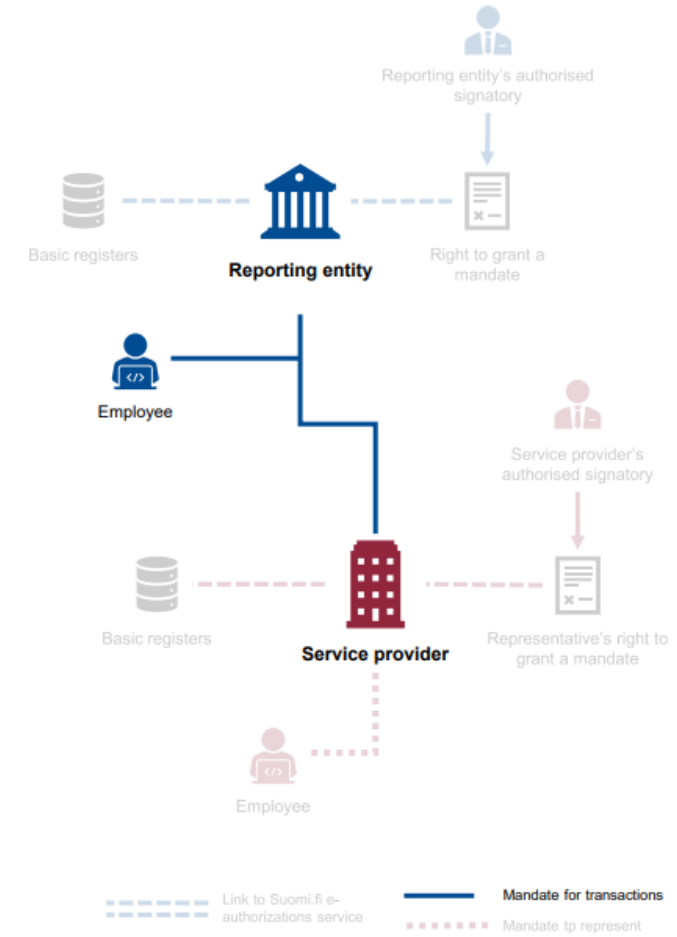 Reporting entity's authorised
signatory
Basic registers
Reporting entity
Right to grant a
mandate
Employee
Service provider's
authorised signatory
Basic registers
Service provider
Representative's right to
grant a mandate
Employee
Link to Suomi.fi e-
authorizations service
Mandate for transactions
Mandate tp represent